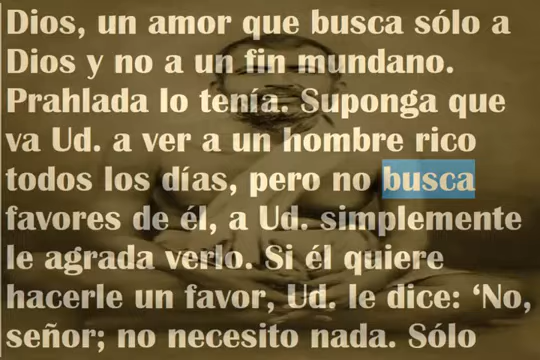 Dios, un amor que busca sólo a
Dios y no a un fin mundano.
Prahlada lo tenía. Suponga que
va Ud. a ver a un hombre rico
todos los días, pero no busca
favores de él, a Ud. simplemente
le agrada verlo. Si él quiere
hacerle un favor, Ud. le dice: ‘No,
señor; no necesito nada. Sólo